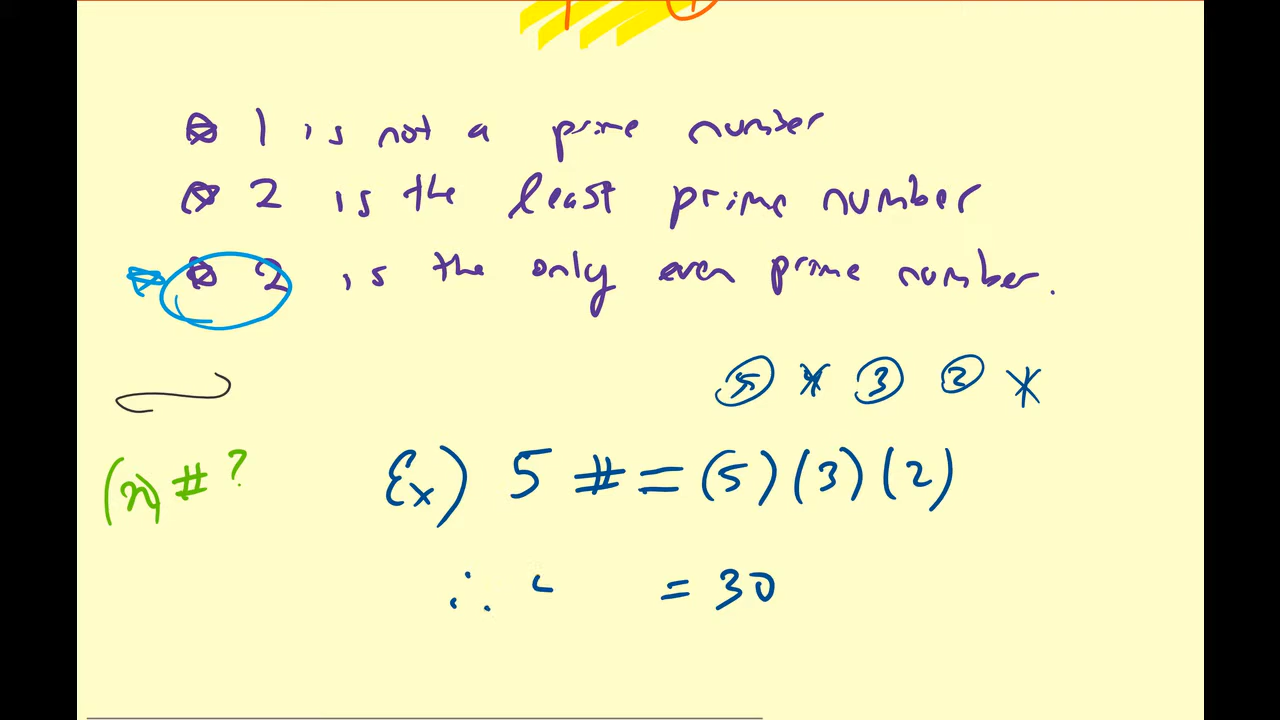 1 is not a prime number
2 is the least prime number
2 is the only even prime number.
5 4 3 2
(n) # ?
Ex) 5 # = (5)(3)(2)
∴ = 30